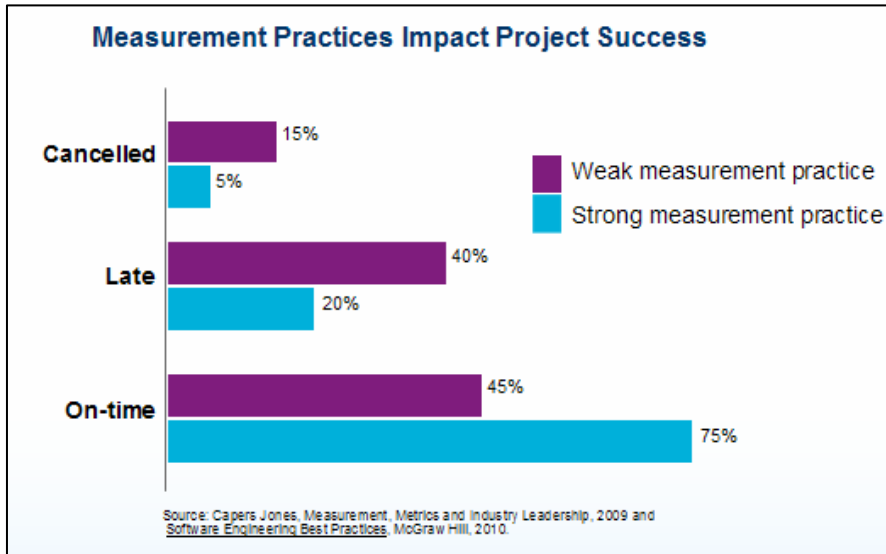 Measurement Practices Impact Project Success
Cancelled
15%
5%
Weak measurement practice
Strong measurement practice
Late
40%
20%
On-time
45%
75%
Source: Capers Jones, Measurement, Metrics and Industry Leadership, 2009 and
Software Engineering Best Practices, McGraw Hill, 2010.